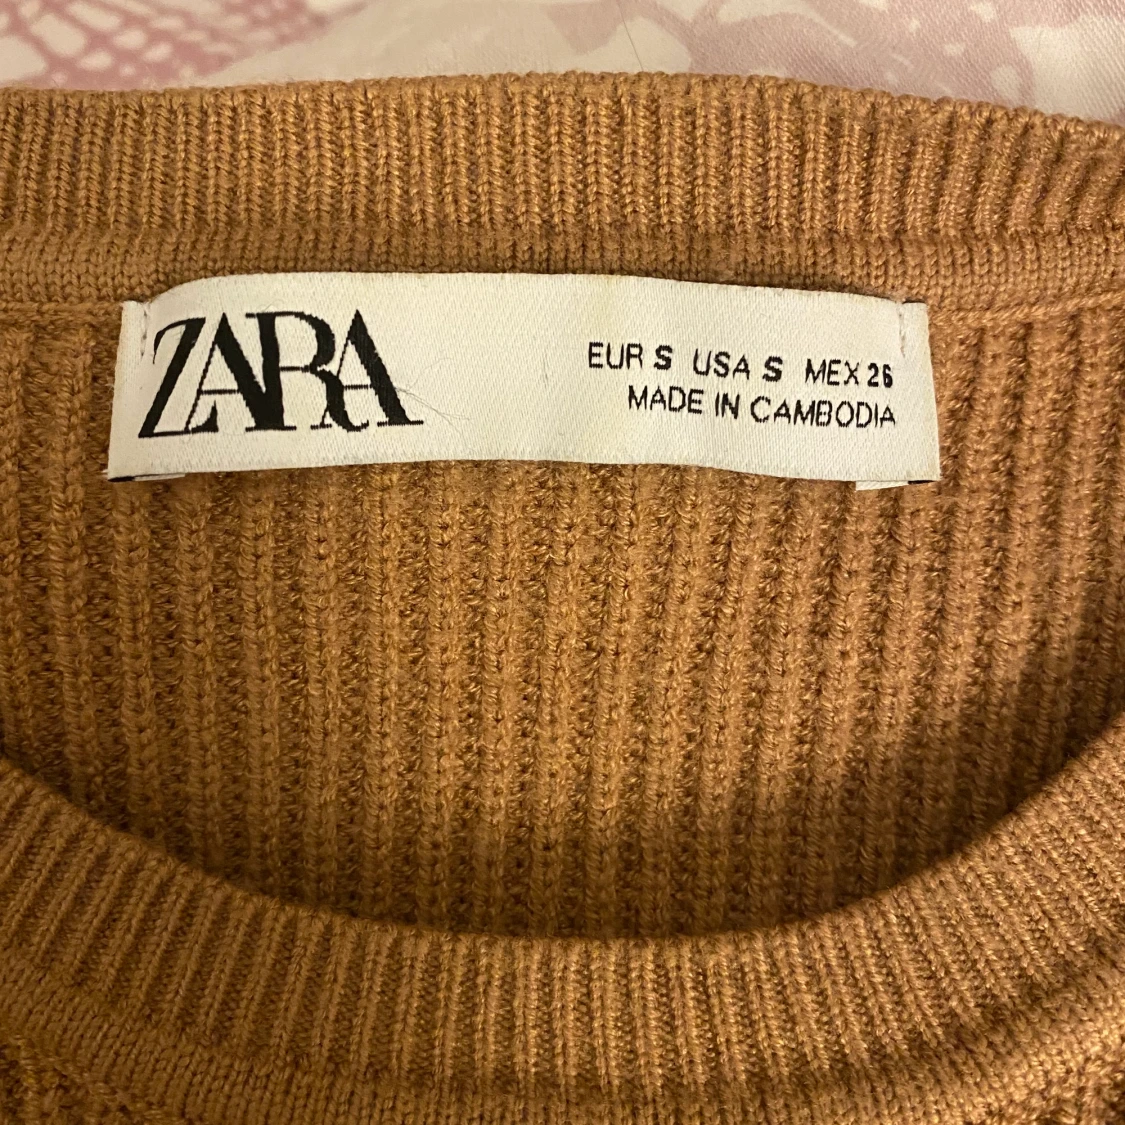 ZARA
EUR S USA S MEX 26
MADE IN CAMBODIA